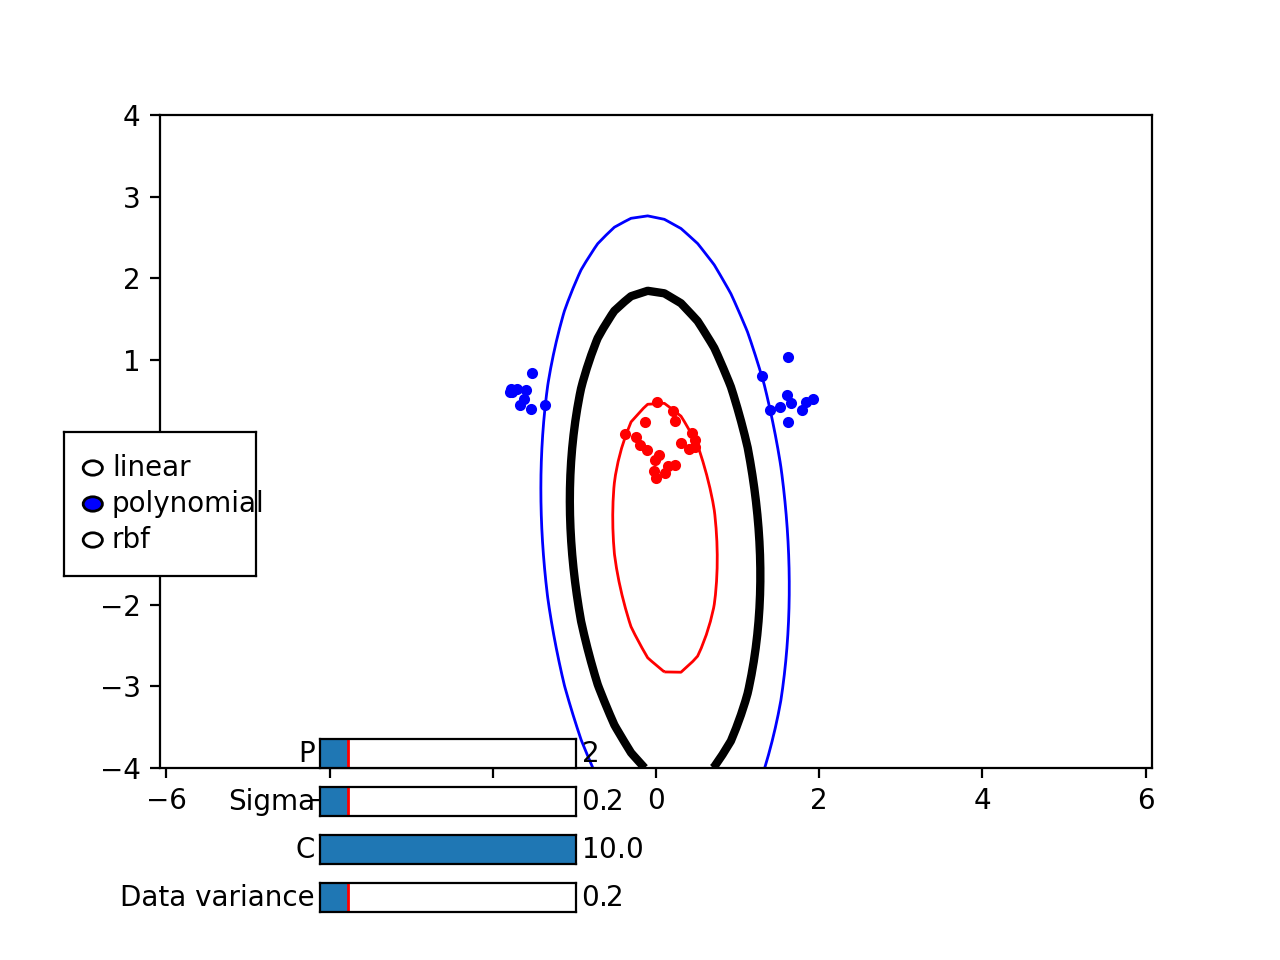 4
3
2
1
linear
polynomial
rbf
−2
−3
−4
P 2
−6 0 2 4 6
Sigma 0.2
C 10.0
Data variance 0.2